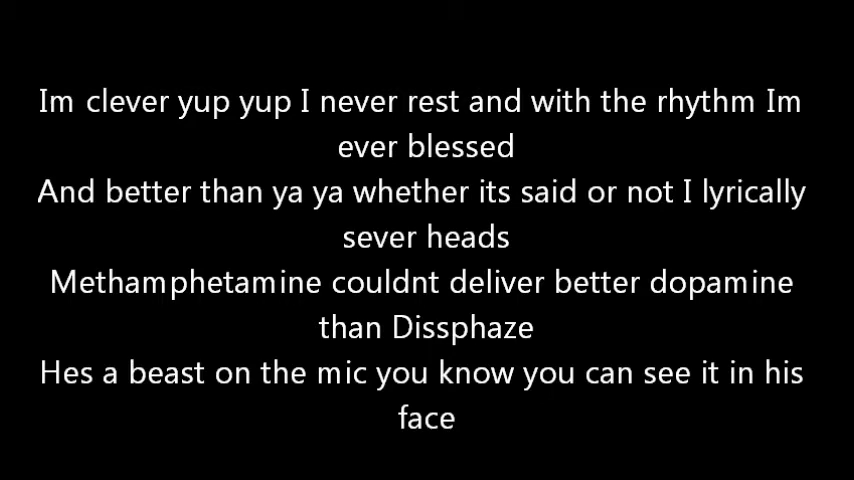 Im clever yup yup I never rest and with the rhythm Im
ever blessed
And better than ya ya whether its said or not I lyrically
sever heads
Methamphetamine couldnt deliver better dopamine
than Dissphaze
Hes a beast on the mic you know you can see it in his
face